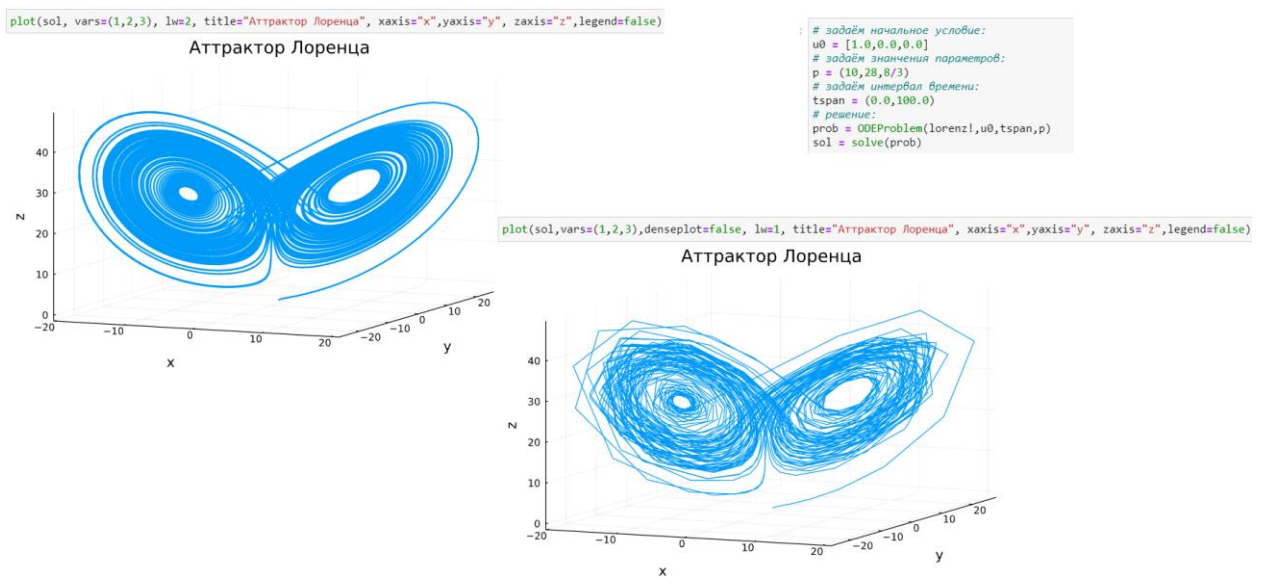 plot(sol, vars=(1,2,3), lw=2, title="Аттрактор Лоренца", xaxis="x",yaxis="y", zaxis="z",legend=false)
Аттрактор Лоренца
40
30
z
20
10
0
−20
−10
0
10
20
x
−20
−10
0
10
20
y
:
# задаём начальное условие:
u0 = [1.0,0.0,0.0]
# задаём знанчения параметров:
p = (10,28,8/3)
# задаём интервал времени:
tspan = (0.0,100.0)
# решение:
prob = ODEProblem(lorenz!,u0,tspan,p)
sol = solve(prob)
plot(sol,vars=(1,2,3),denseplot=false, lw=1, title="Аттрактор Лоренца", xaxis="x",yaxis="y", zaxis="z",legend=false)
Аттрактор Лоренца
40
30
z
20
10
0
−20
−10
0
10
20
x
−20
−10
0
10
20
y